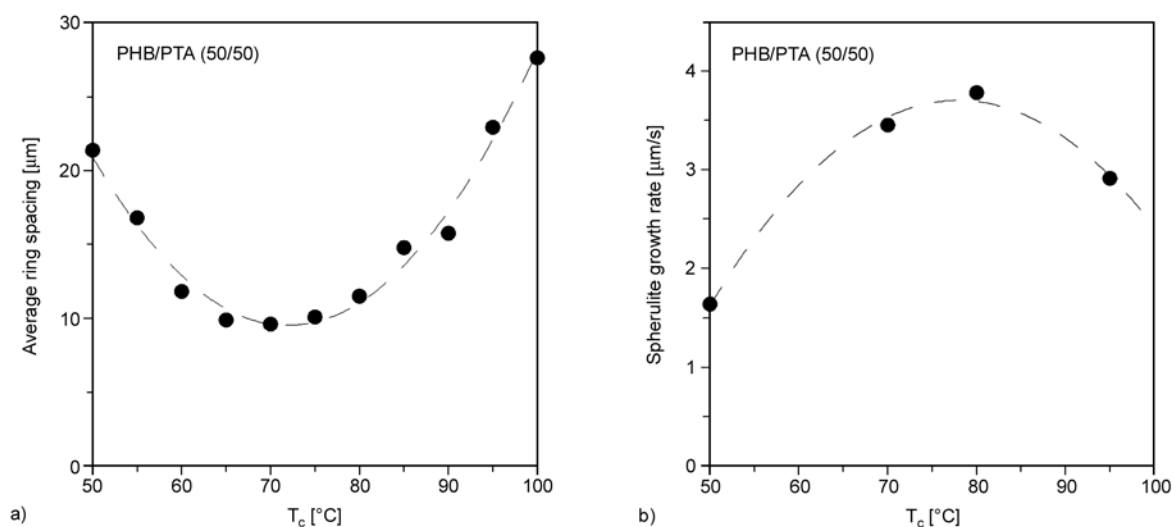 PHB/PTA (50/50)
Average ring spacing [µm]
30
20
10
0
50 60 70 80 90 100
T_c [°C]
a)
PHB/PTA (50/50)
Spherulite growth rate [µm/s]
4
3
2
1
0
50 60 70 80 90 100
T_c [°C]
b)